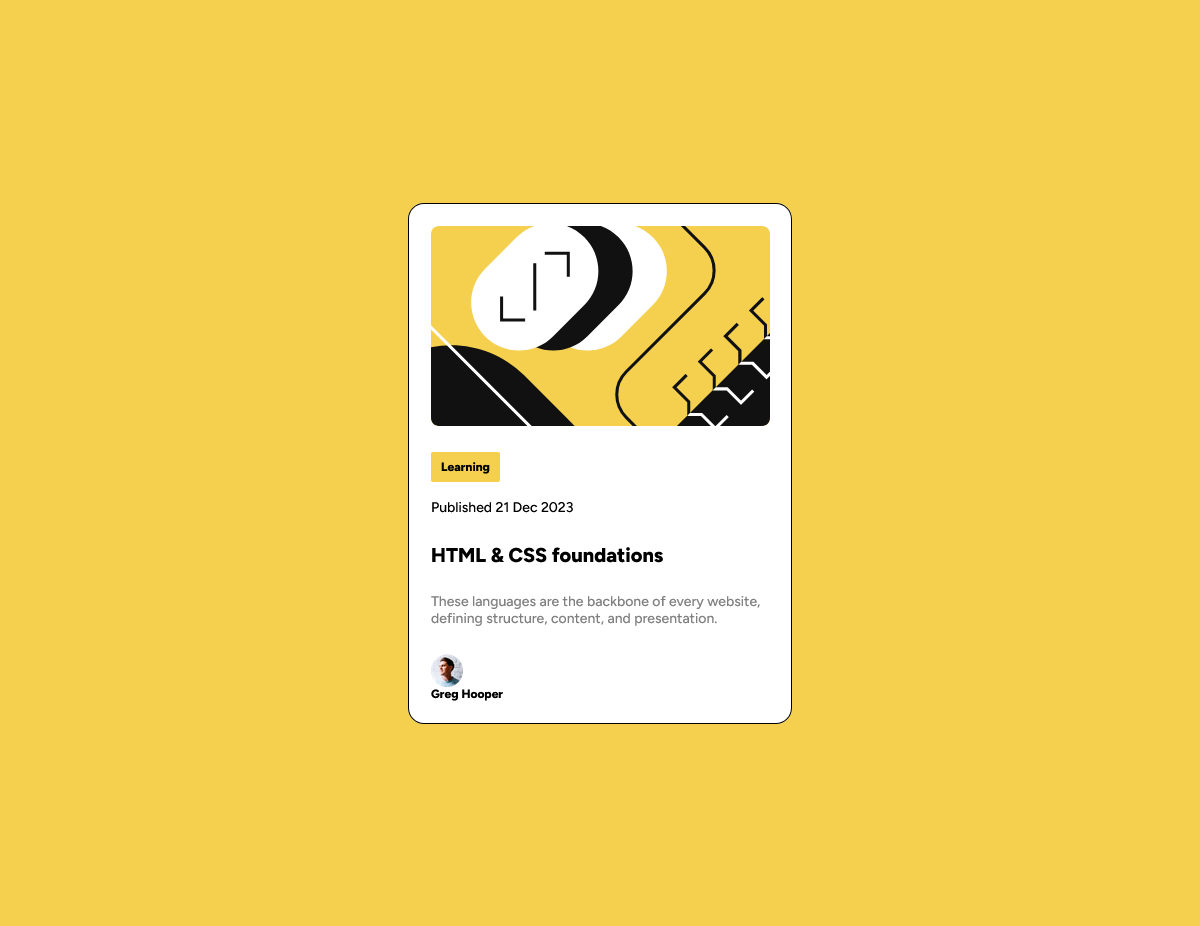 Learning
Published 21 Dec 2023
HTML & CSS foundations
These languages are the backbone of every website,
defining structure, content, and presentation.
Greg Hooper